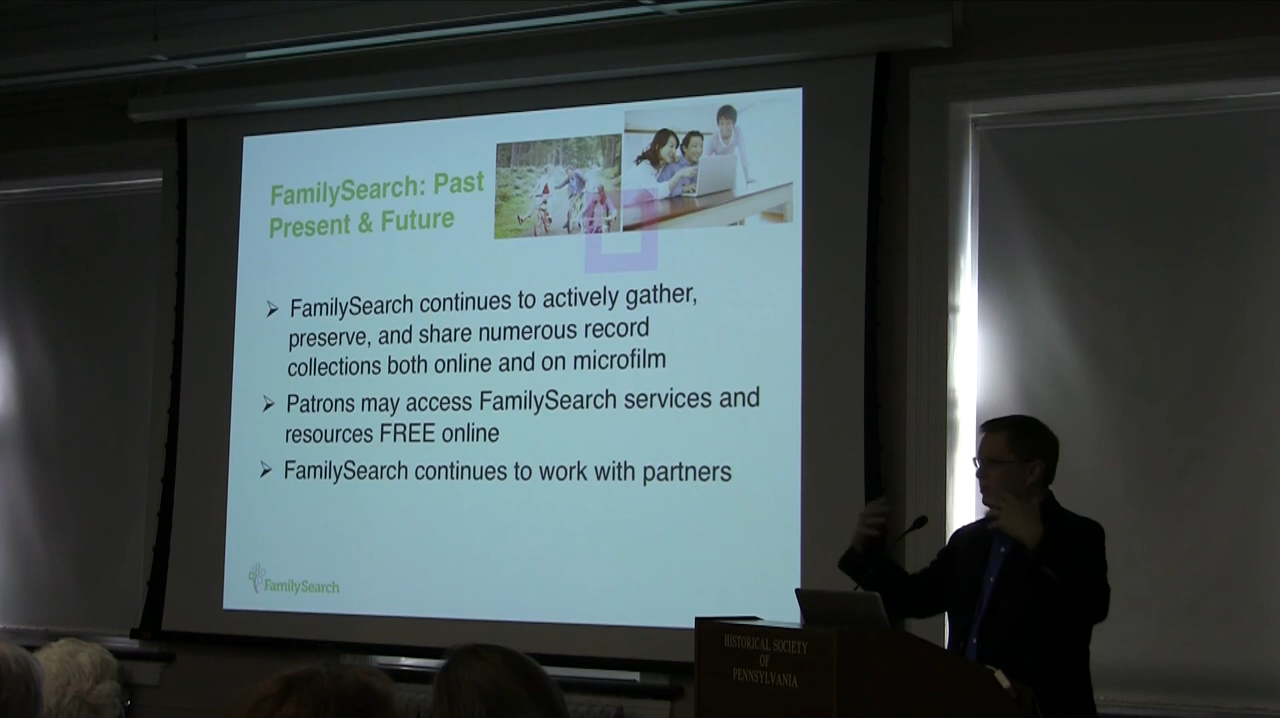 FamilySearch: Past
Present & Future
➢ FamilySearch continues to actively gather,
preserve, and share numerous record
collections both online and on microfilm
➢ Patrons may access FamilySearch services and
resources FREE online
➢ FamilySearch continues to work with partners
FamilySearch
HISTORICAL SOCIETY
OF
PENNSYLVANIA